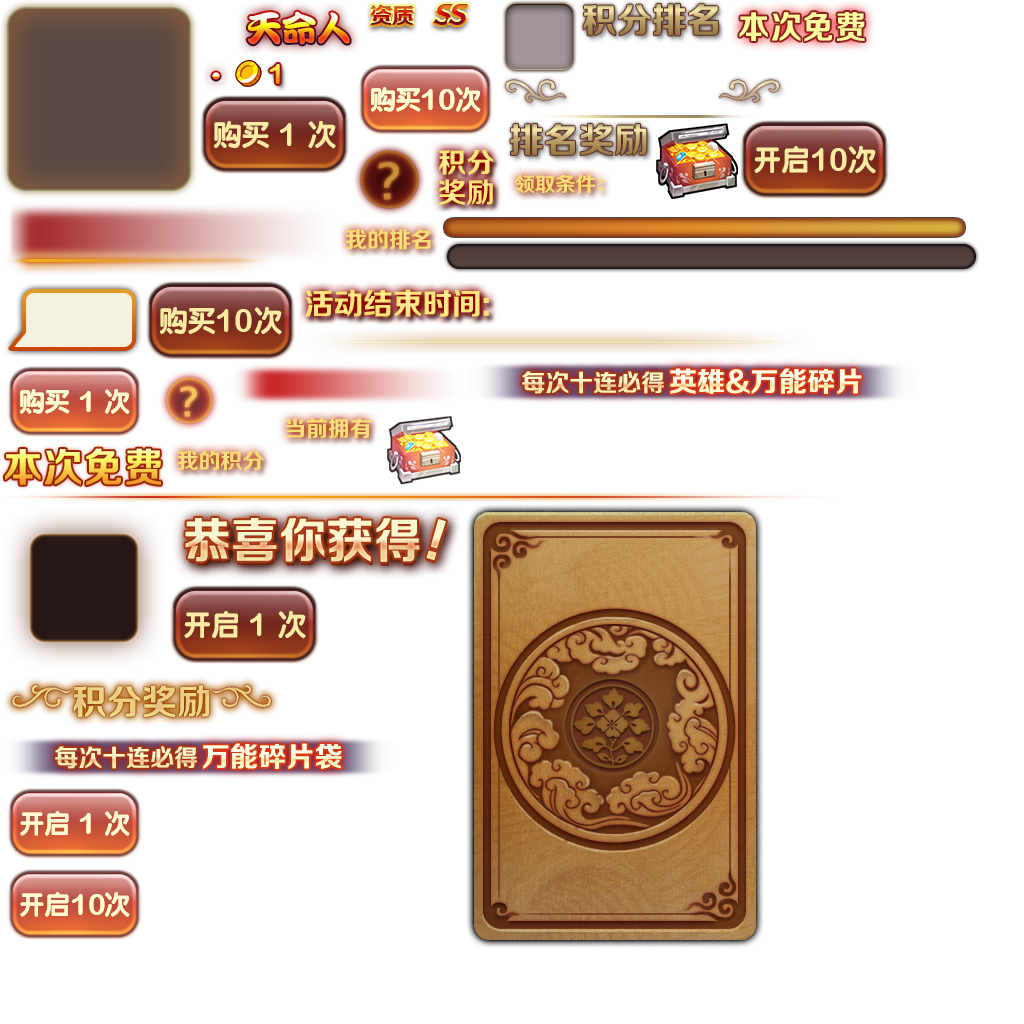 天命人
资质 SS
积分排名
本次免费
1
购买10次
购买 1 次
排名奖励
开启10次
?
积分
奖励
领取条件:
我的排名
购买10次
活动结束时间:
每次十连必得 英雄&万能碎片
购买 1 次
?
当前拥有
本次免费
我的积分
恭喜你获得!
开启 1 次
积分奖励
每次十连必得 万能碎片袋
开启 1 次
开启10次